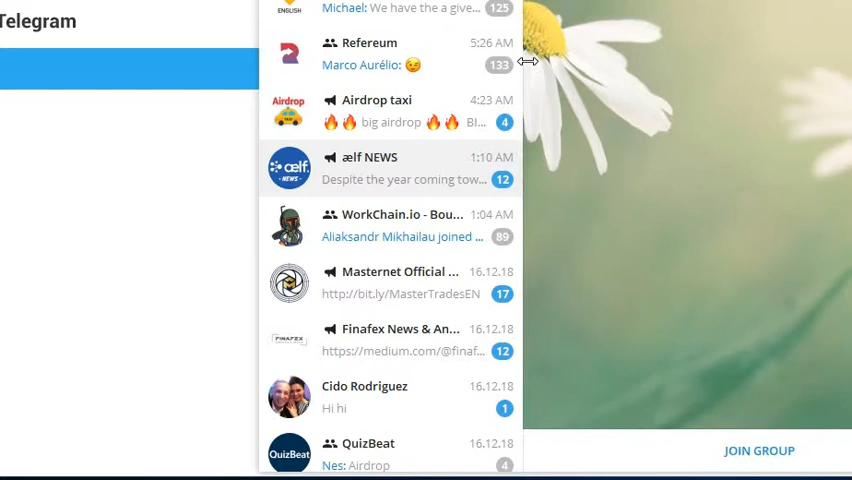 Telegram
ENGLISH
Michael: We have the a give...
125
Refereum
5:26 AM
Marco Aurélio: 😉
133
Airdrop
Airdrop taxi
4:23 AM
🔥🔥 big airdrop 🔥🔥 BI...
4
ælf.
NEWS
ælf NEWS
1:10 AM
Despite the year coming tow...
12
WorkChain.io - Bou...
1:04 AM
Aliaksandr Mikhailau joined ...
89
Masternet Official ...
16.12.18
http://bit.ly/MasterTradesEN
17
FINAFEX
Finafex News & An...
16.12.18
https://medium.com/@finaf...
12
Cido Rodriguez
16.12.18
Hi hi
1
QuizBeat
QuizBeat
16.12.18
Nes: Airdrop
4
JOIN GROUP